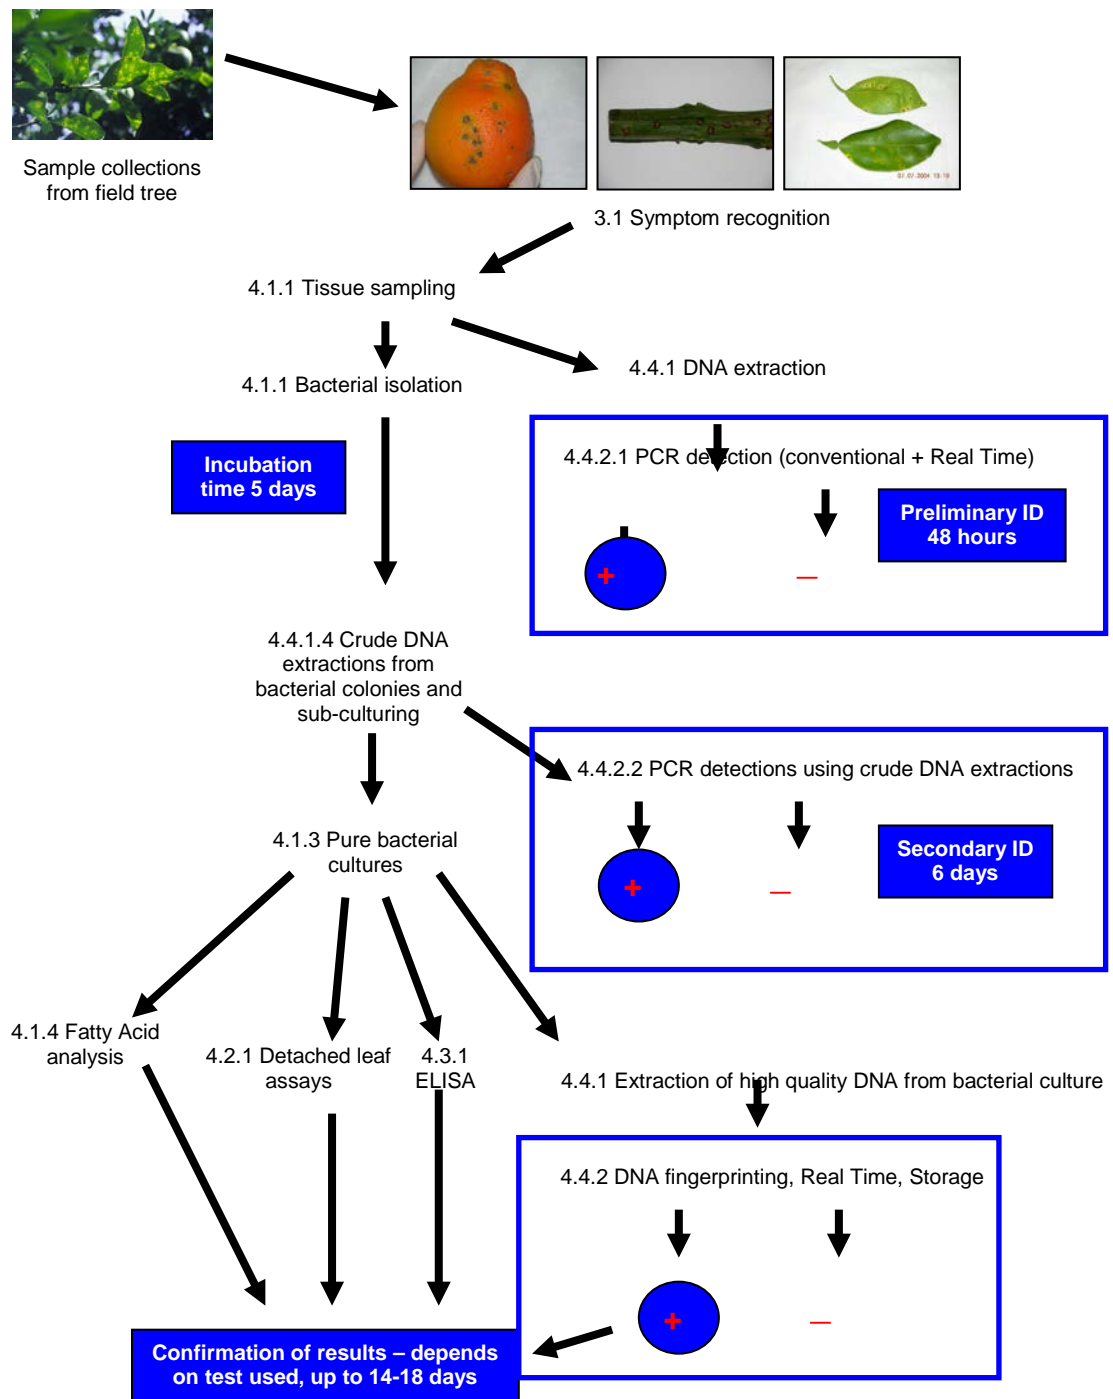 Sample collections
from field tree
07.07.2004
3.1 Symptom recognition
4.1.1 Tissue sampling
4.1.1 Bacterial isolation
4.4.1 DNA extraction
Incubation
time 5 days
4.4.2.1 PCR detection (conventional + Real Time)
Preliminary ID
48 hours
+
–
4.4.1.4 Crude DNA
extractions from
bacterial colonies and
sub-culturing
4.4.2.2 PCR detections using crude DNA extractions
Secondary ID
6 days
+
–
4.1.3 Pure bacterial
cultures
4.1.4 Fatty Acid
analysis
4.2.1 Detached leaf
assays
4.3.1
ELISA
4.4.1 Extraction of high quality DNA from bacterial culture
4.4.2 DNA fingerprinting, Real Time, Storage
+
–
Confirmation of results – depends
on test used, up to 14-18 days